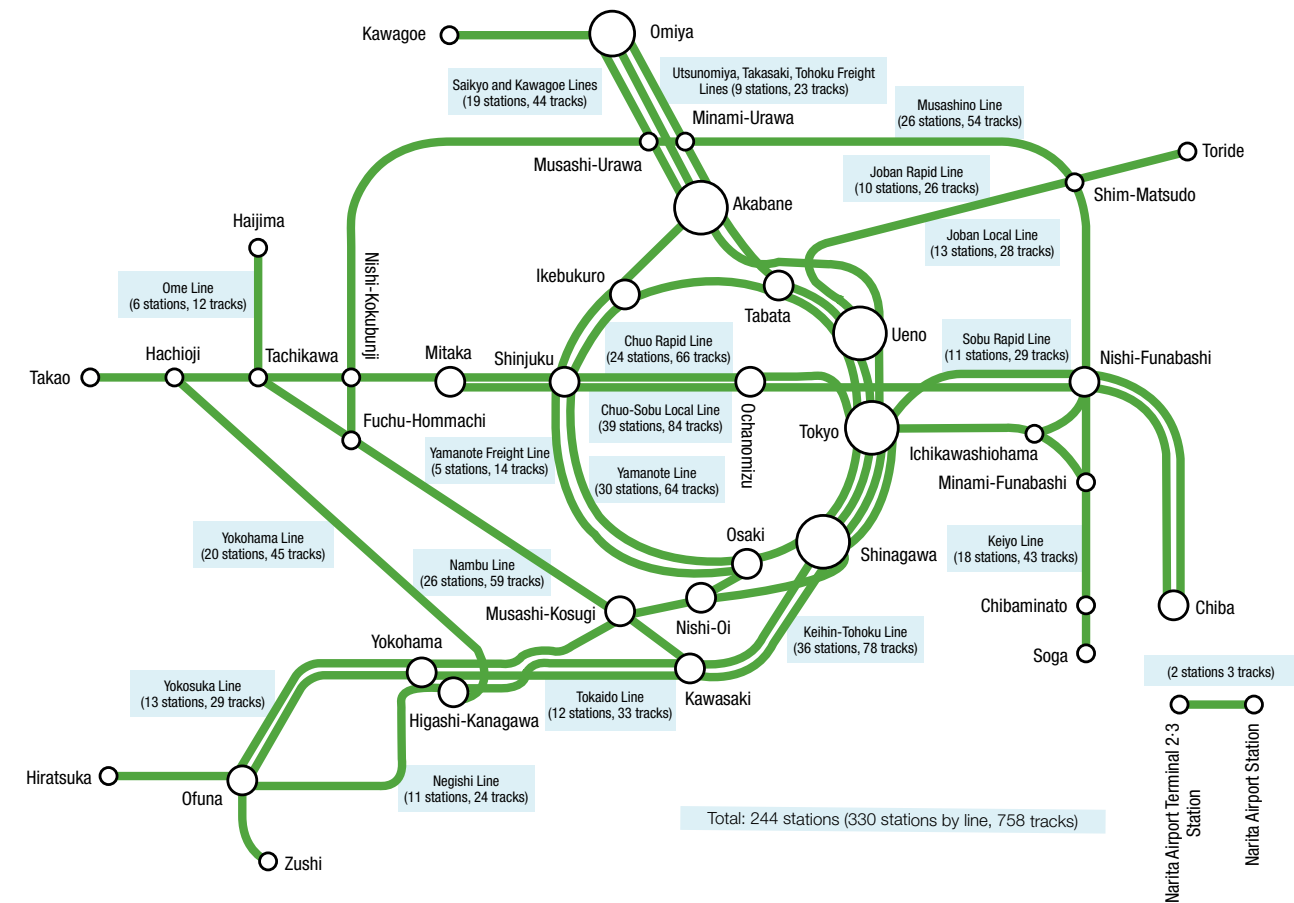 Kawagoe
Omiya
Saikyo and Kawagoe Lines
(19 stations, 44 tracks)
Utsunomiya, Takasaki, Tohoku Freight
Lines (9 stations, 23 tracks)
Musashino Line
(26 stations, 54 tracks)
Minami-Urawa
Musashi-Urawa
Toride
Joban Rapid Line
(10 stations, 26 tracks)
Shim-Matsudo
Akabane
Haijima
Joban Local Line
(13 stations, 28 tracks)
Nishi-Kokubunji
Ikebukuro
Ome Line
(6 stations, 12 tracks)
Tabata
Ueno
Hachioji
Tachikawa
Mitaka
Shinjuku
Chuo Rapid Line
(24 stations, 66 tracks)
Sobu Rapid Line
(11 stations, 29 tracks)
Nishi-Funabashi
Takao
Fuchu-Hommachi
Chuo-Sobu Local Line
(39 stations, 84 tracks)
Ochanomizu
Tokyo
Ichikawashiohama
Yamanote Freight Line
(5 stations, 14 tracks)
Yamanote Line
(30 stations, 64 tracks)
Minami-Funabashi
Yokohama Line
(20 stations, 45 tracks)
Osaki
Shinagawa
Keiyo Line
(18 stations, 43 tracks)
Nambu Line
(26 stations, 59 tracks)
Musashi-Kosugi
Nishi-Oi
Chibaminato
Chiba
Yokohama
Keihin-Tohoku Line
(36 stations, 78 tracks)
Soga
Yokosuka Line
(13 stations, 29 tracks)
Higashi-Kanagawa
Tokaido Line
(12 stations, 33 tracks)
Kawasaki
(2 stations 3 tracks)
Hiratsuka
Ofuna
Negishi Line
(11 stations, 24 tracks)
Total: 244 stations (330 stations by line, 758 tracks)
Narita Airport Terminal 2·3
Station
Narita Airport Station
Zushi